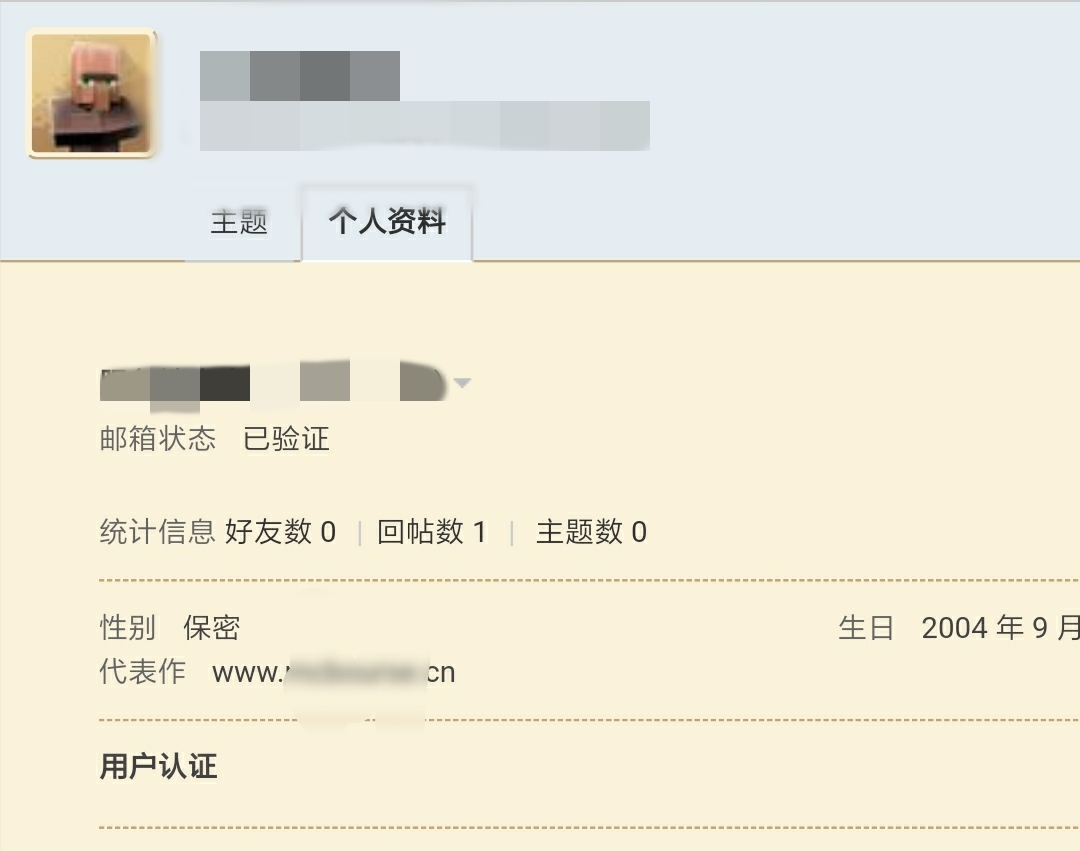 主题 个人资料
邮箱状态 已验证
统计信息 好友数 0 | 回帖数 1 | 主题数 0
性别 保密 生日 2004 年 9 月
代表作 www. cn
用户认证